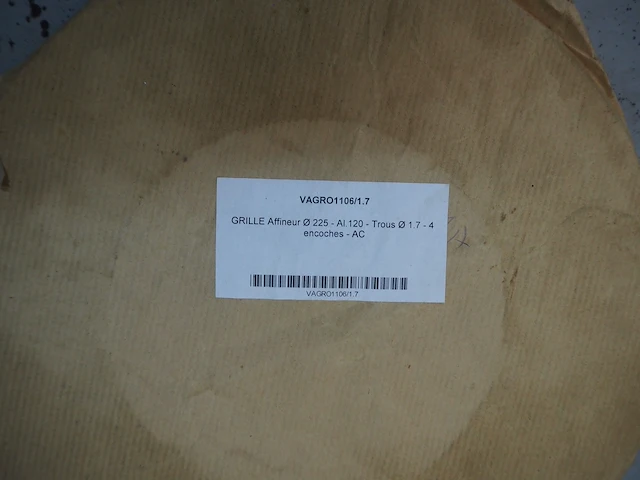 VAGRO1106/1.7
GRILLE Affineur Ø 225 - Al.120 - Trous Ø 1.7 - 4
encoches - AC
VAGRO1106/1.7